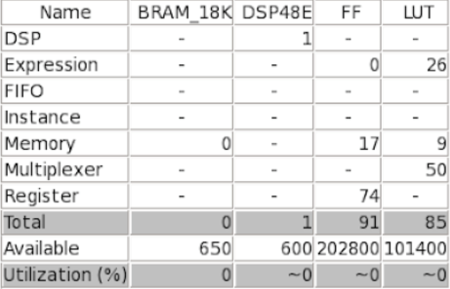 Name BRAM_18K DSP48E FF LUT
DSP - 1 - -
Expression - - 0 26
FIFO - - - -
Instance - - - -
Memory 0 - 17 9
Multiplexer - - - 50
Register - - 74 -
Total 0 1 91 85
Available 650 600 202800 101400
Utilization (%) 0 ~0 ~0 ~0